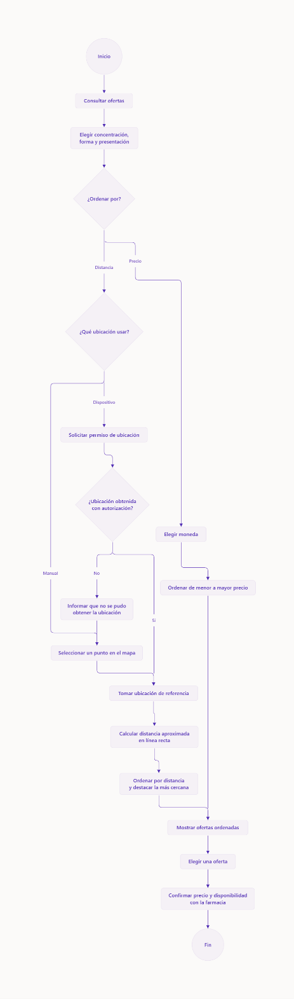 Inicio
Consultar ofertas
Elegir concentración,
forma y presentación
¿Ordenar por?
Precio
Distancia
¿Qué ubicación usar?
Dispositivo
Solicitar permiso de ubicación
¿Ubicación obtenida
con autorización?
Elegir moneda
Manual
No
Ordenar de menor a mayor precio
Informar que no se pudo
obtener la ubicación
Sí
Seleccionar un punto en el mapa
Tomar ubicación de referencia
Calcular distancia aproximada
en línea recta
Ordenar por distancia
y destacar la más cercana
Mostrar ofertas ordenadas
Elegir una oferta
Confirmar precio y disponibilidad
con la farmacia
Fin